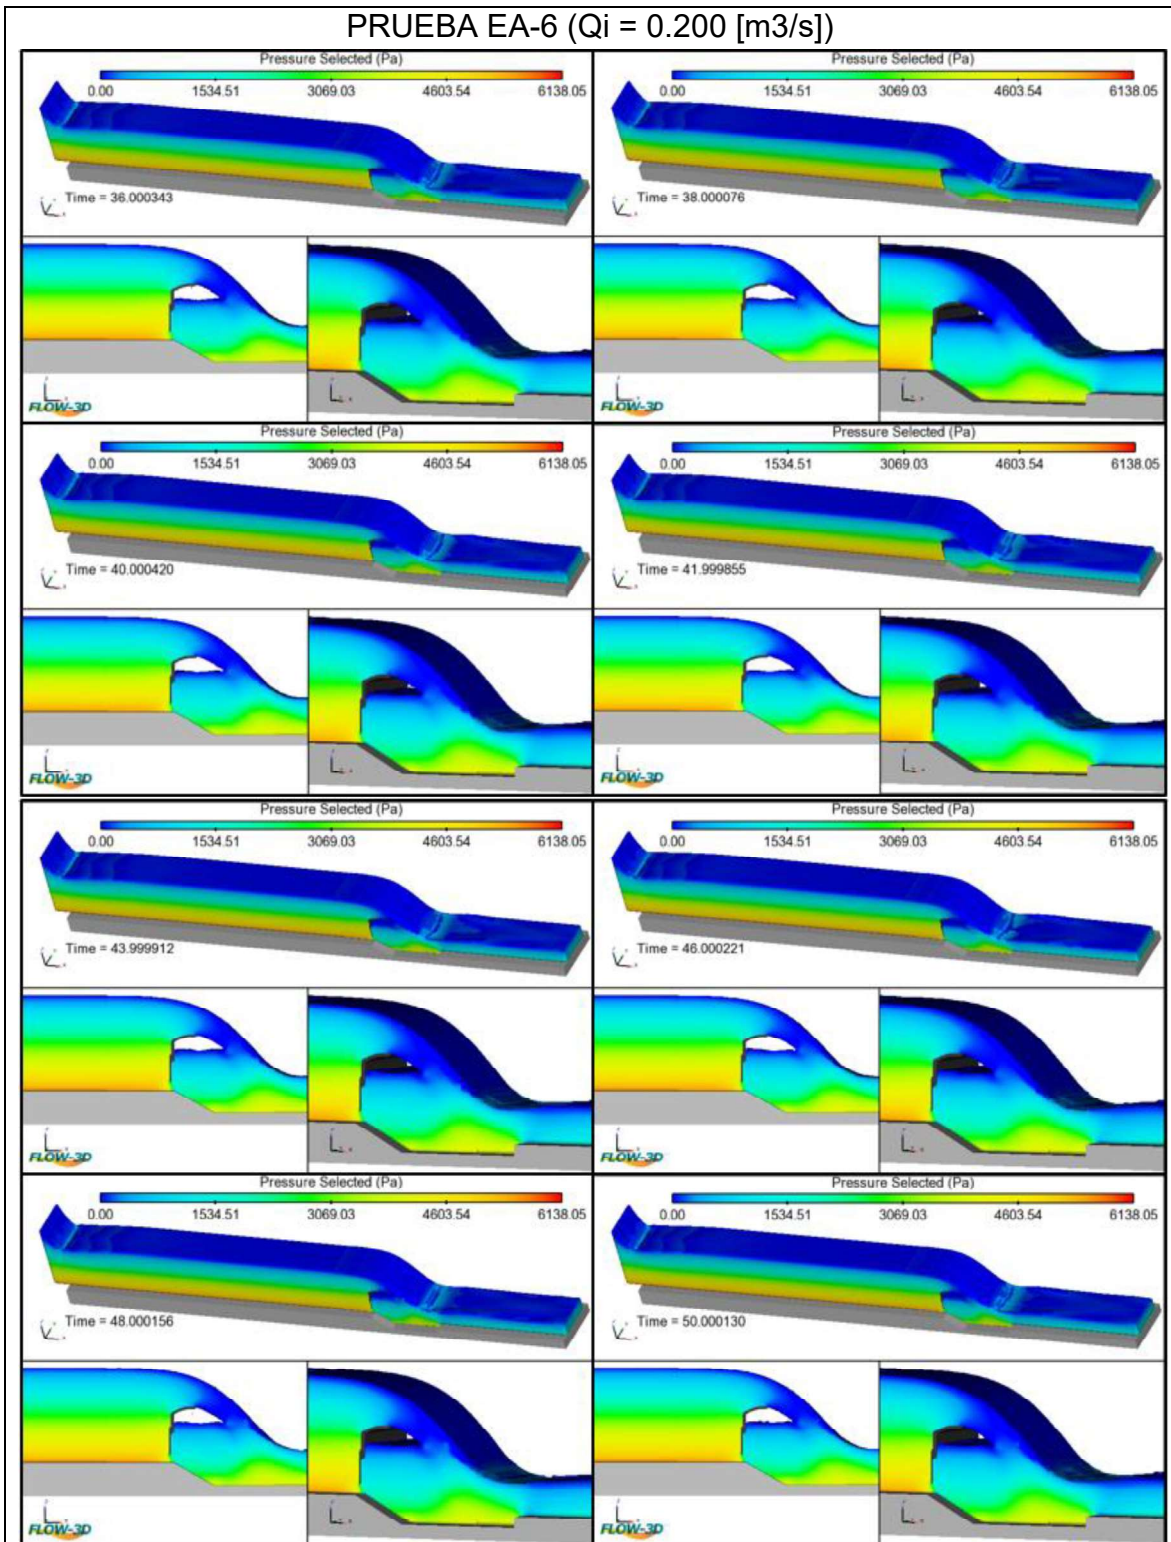 PRUEBA EA-6 (Qi = 0.200 [m3/s])
Pressure Selected (Pa)
0.00 1534.51 3069.03 4603.54 6138.05
Time = 36.000343
FLOW-3D
Pressure Selected (Pa)
0.00 1534.51 3069.03 4603.54 6138.05
Time = 38.000076
FLOW-3D
Pressure Selected (Pa)
0.00 1534.51 3069.03 4603.54 6138.05
Time = 40.000420
FLOW-3D
Pressure Selected (Pa)
0.00 1534.51 3069.03 4603.54 6138.05
Time = 41.999855
FLOW-3D
Pressure Selected (Pa)
0.00 1534.51 3069.03 4603.54 6138.05
Time = 43.999912
FLOW-3D
Pressure Selected (Pa)
0.00 1534.51 3069.03 4603.54 6138.05
Time = 46.000221
FLOW-3D
Pressure Selected (Pa)
0.00 1534.51 3069.03 4603.54 6138.05
Time = 48.000156
FLOW-3D
Pressure Selected (Pa)
0.00 1534.51 3069.03 4603.54 6138.05
Time = 50.000130
FLOW-3D